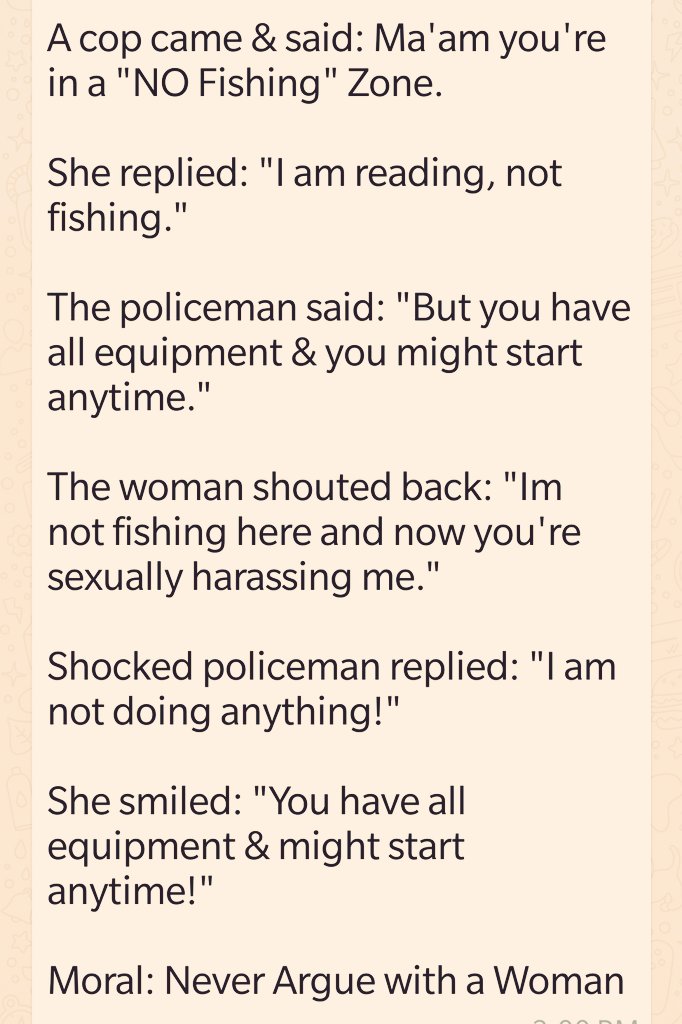 A cop came & said: Ma'am you're
in a "NO Fishing" Zone.
She replied: "I am reading, not
fishing."
The policeman said: "But you have
all equipment & you might start
anytime."
The woman shouted back: "Im
not fishing here and now you're
sexually harassing me."
Shocked policeman replied: "I am
not doing anything!"
She smiled: "You have all
equipment & might start
anytime!"
Moral: Never Argue with a Woman